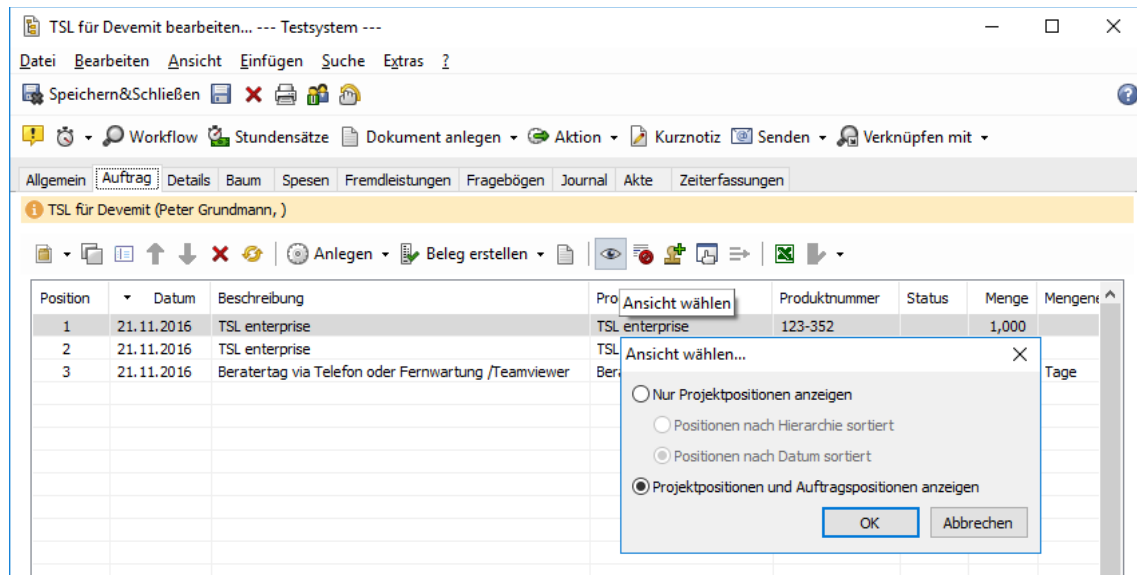 TSL für Devemit bearbeiten... --- Testsystem ---
Datei Bearbeiten Ansicht Einfügen Suche Extras ?
Speichern&Schließen
Workflow Stundensätze Dokument anlegen Aktion Kurznotiz Senden Verknüpfen mit
Allgemein Auftrag Details Baum Spesen Fremdleistungen Fragebögen Journal Akte Zeiterfassungen
TSL für Devemit (Peter Grundmann, )
Anlegen Beleg erstellen
Position Datum Beschreibung Pro Produktnummer Status Menge Mengene
Ansicht wählen
1 21.11.2016 TSL enterprise TSL enterprise 123-352 1,000
2 21.11.2016 TSL enterprise TSL
3 21.11.2016 Beratertag via Telefon oder Fernwartung /Teamviewer Ber Tage
Ansicht wählen...
Nur Projektpositionen anzeigen
Positionen nach Hierarchie sortiert
Positionen nach Datum sortiert
Projektpositionen und Auftragspositionen anzeigen
OK Abbrechen